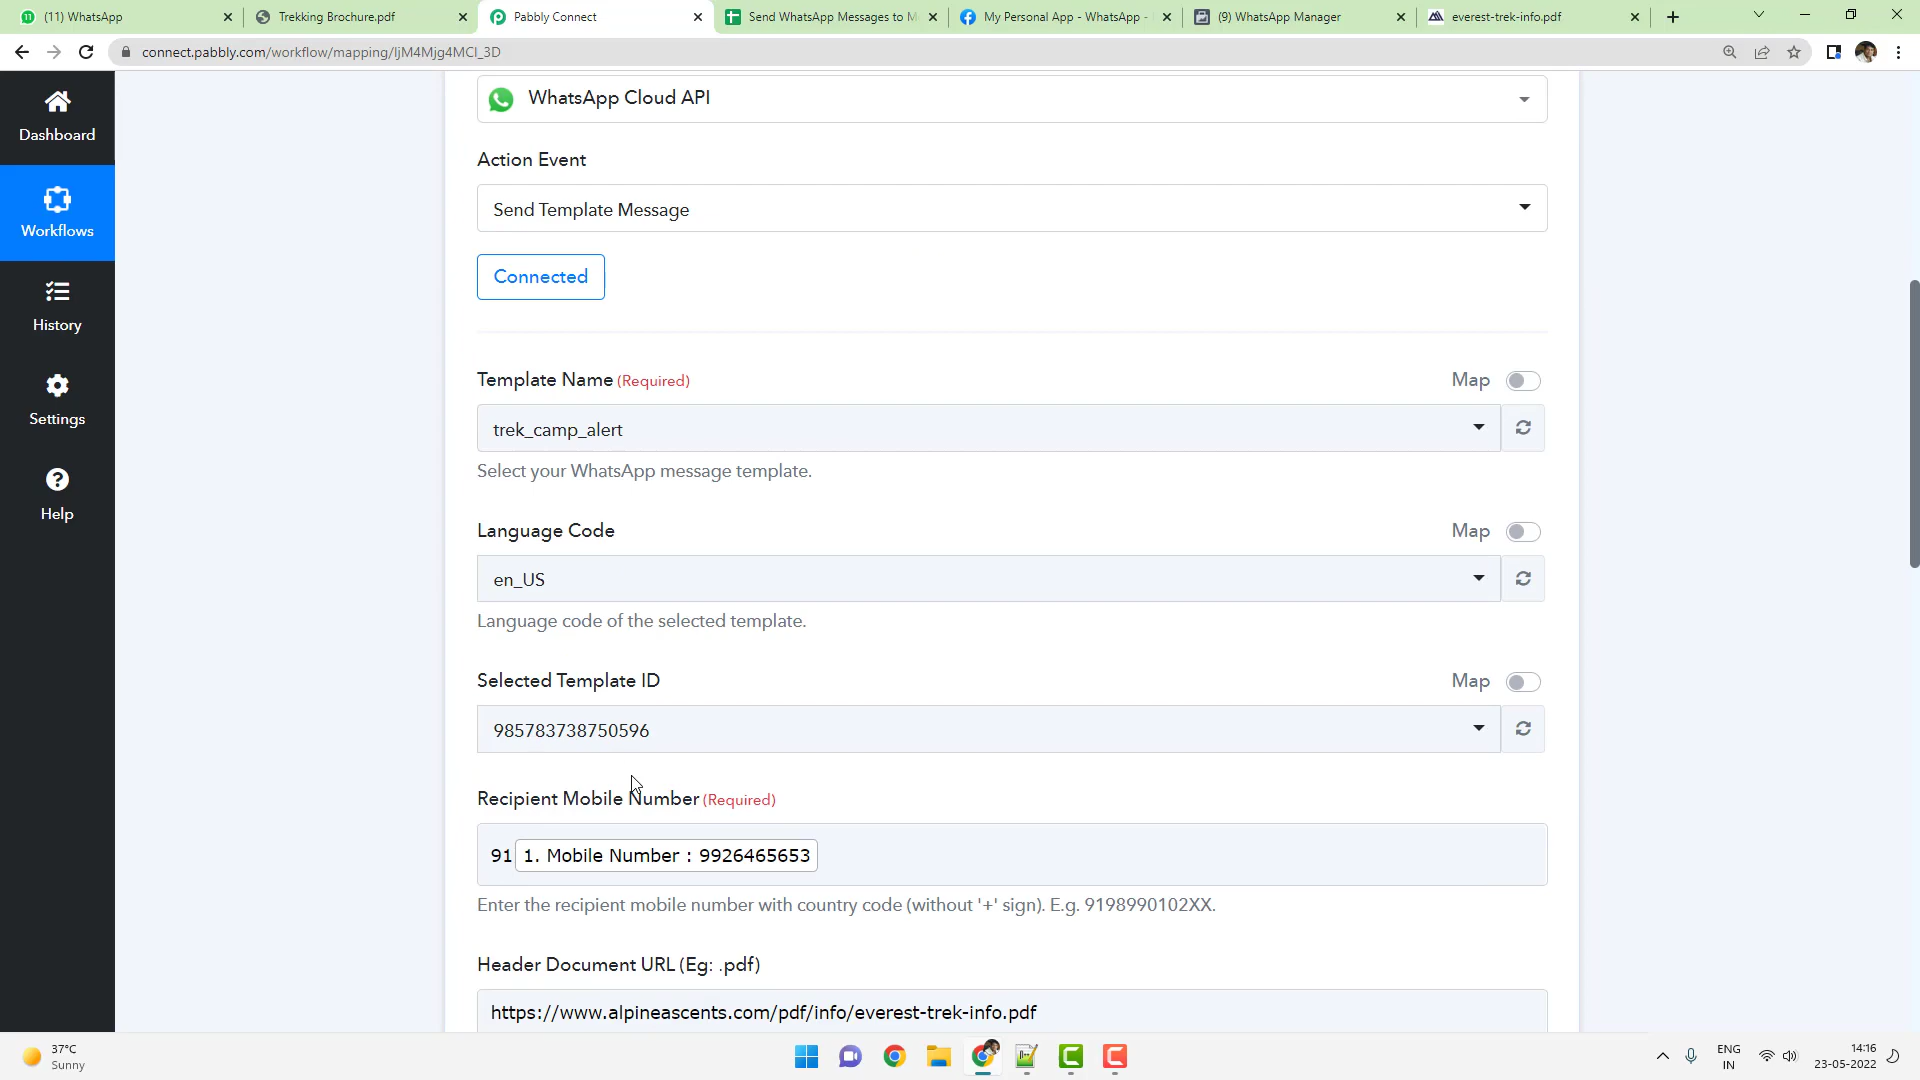 (11) WhatsApp
Trekking Brochure.pdf
Pabbly Connect
Send WhatsApp Messages to M
My Personal App - WhatsApp -
(9) WhatsApp Manager
everest-trek-info.pdf
connect.pabbly.com/workflow/mapping/IjM4Mjg4MCI_3D
Dashboard
Workflows
History
Settings
Help
WhatsApp Cloud API
Action Event
Send Template Message
Connected
Template Name (Required)
Map
trek_camp_alert
Select your WhatsApp message template.
Language Code
Map
en_US
Language code of the selected template.
Selected Template ID
Map
985783738750596
Recipient Mobile Number (Required)
91 1. Mobile Number : 9926465653
Enter the recipient mobile number with country code (without '+' sign). E.g. 9198990102XX.
Header Document URL (Eg: .pdf)
https://www.alpineascents.com/pdf/info/everest-trek-info.pdf
37°C
Sunny
ENG
IN
14:16
23-05-2022